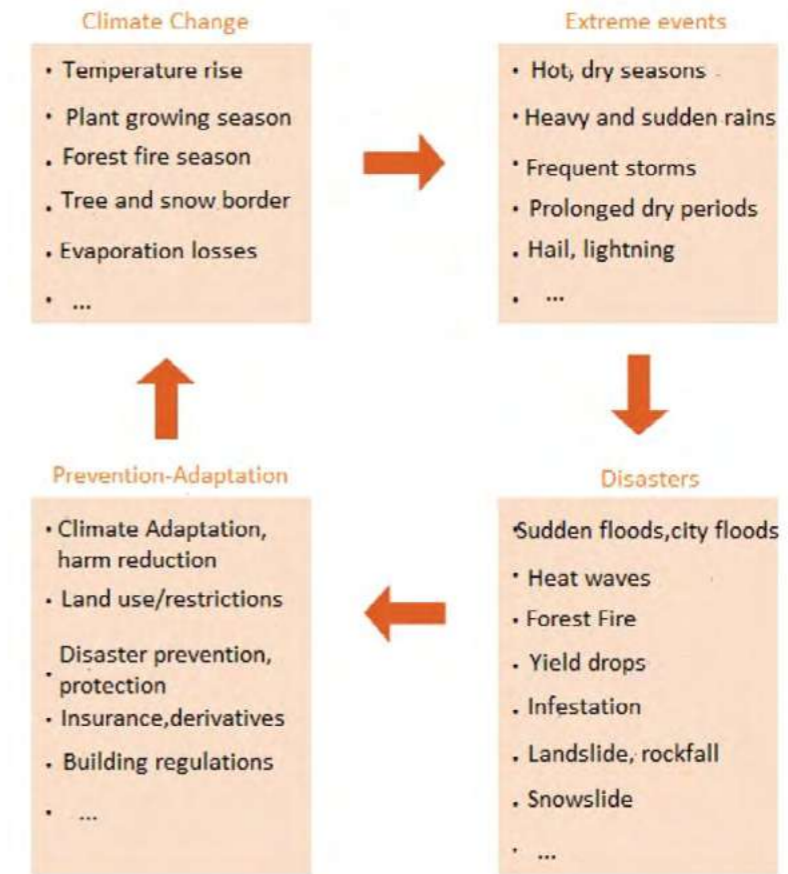 Climate Change
• Temperature rise
• Plant growing season
• Forest fire season
• Tree and snow border
• Evaporation losses
• ...
Extreme events
• Hot, dry seasons
• Heavy and sudden rains
• Frequent storms
• Prolonged dry periods
• Hail, lightning
• ...
Prevention-Adaptation
• Climate Adaptation,
harm reduction
• Land use/restrictions
• Disaster prevention,
protection
• Insurance,derivatives
• Building regulations
• ...
Disasters
• Sudden floods,city floods
• Heat waves
• Forest Fire
• Yield drops
• Infestation
• Landslide, rockfall
• Snowslide
• ...